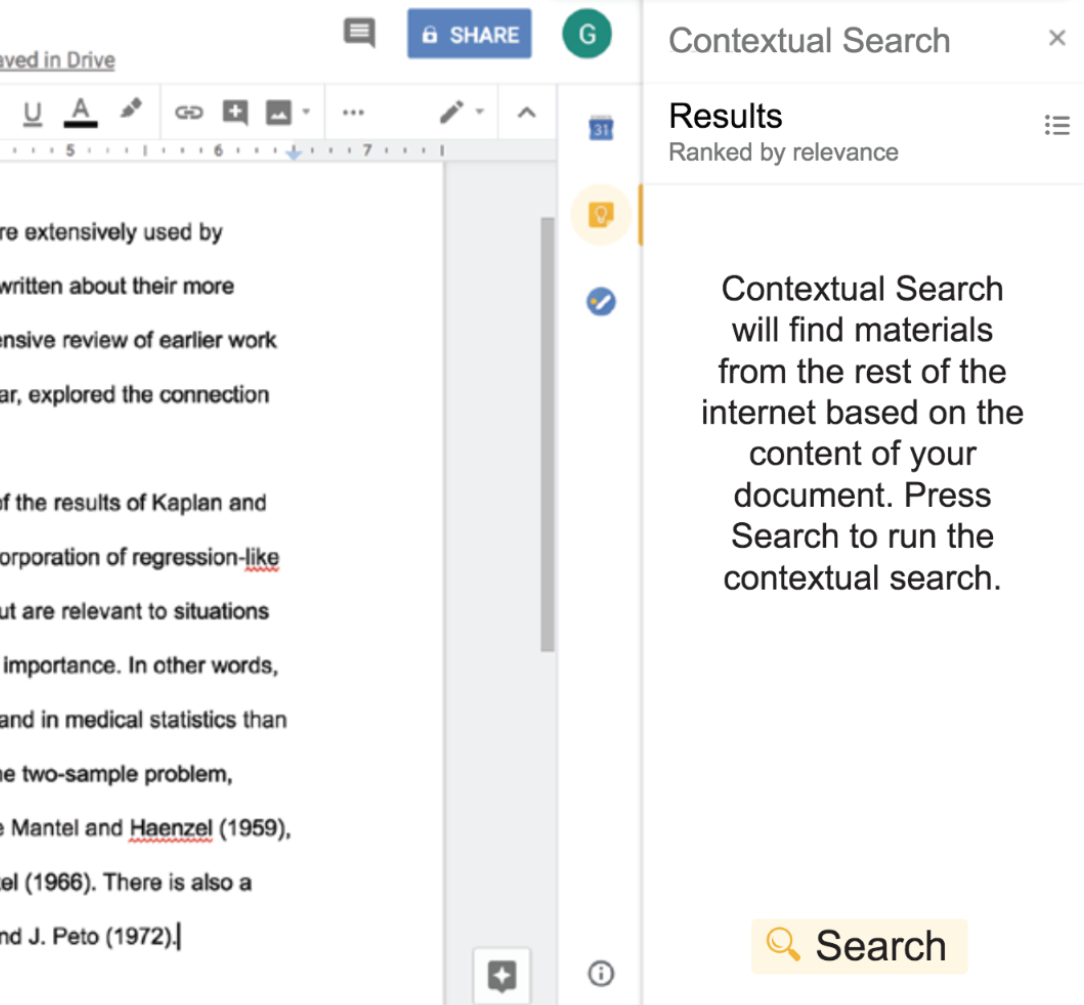 SHARE
G
Contextual Search
×
aved in Drive
U A
5 6 7
31
Results
Ranked by relevance
re extensively used by
written about their more
ensive review of earlier work
ar, explored the connection
of the results of Kaplan and
orporation of regression-like
ut are relevant to situations
importance. In other words,
and in medical statistics than
ne two-sample problem,
e Mantel and Haenzel (1959),
tel (1966). There is also a
nd J. Peto (1972).
Contextual Search
will find materials
from the rest of the
internet based on the
content of your
document. Press
Search to run the
contextual search.
Search